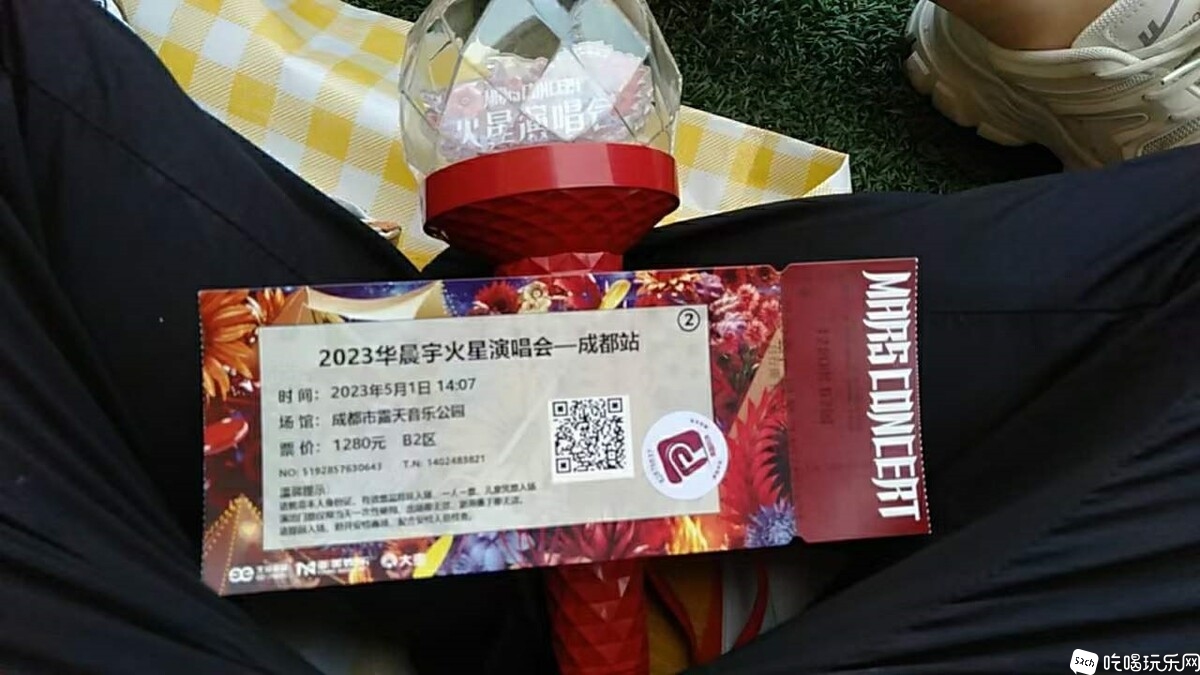 MARS CONCERT
火星演唱会
②
2023华晨宇火星演唱会—成都站
时 间： 2023年5月1日 14:07
场 馆： 成都市露天音乐公园
票 价： 1280元 B2区
NO: 5192857630643 T.N: 1402483821
温馨提示：
MARS CONCERT
大麦
吃喝玩乐网